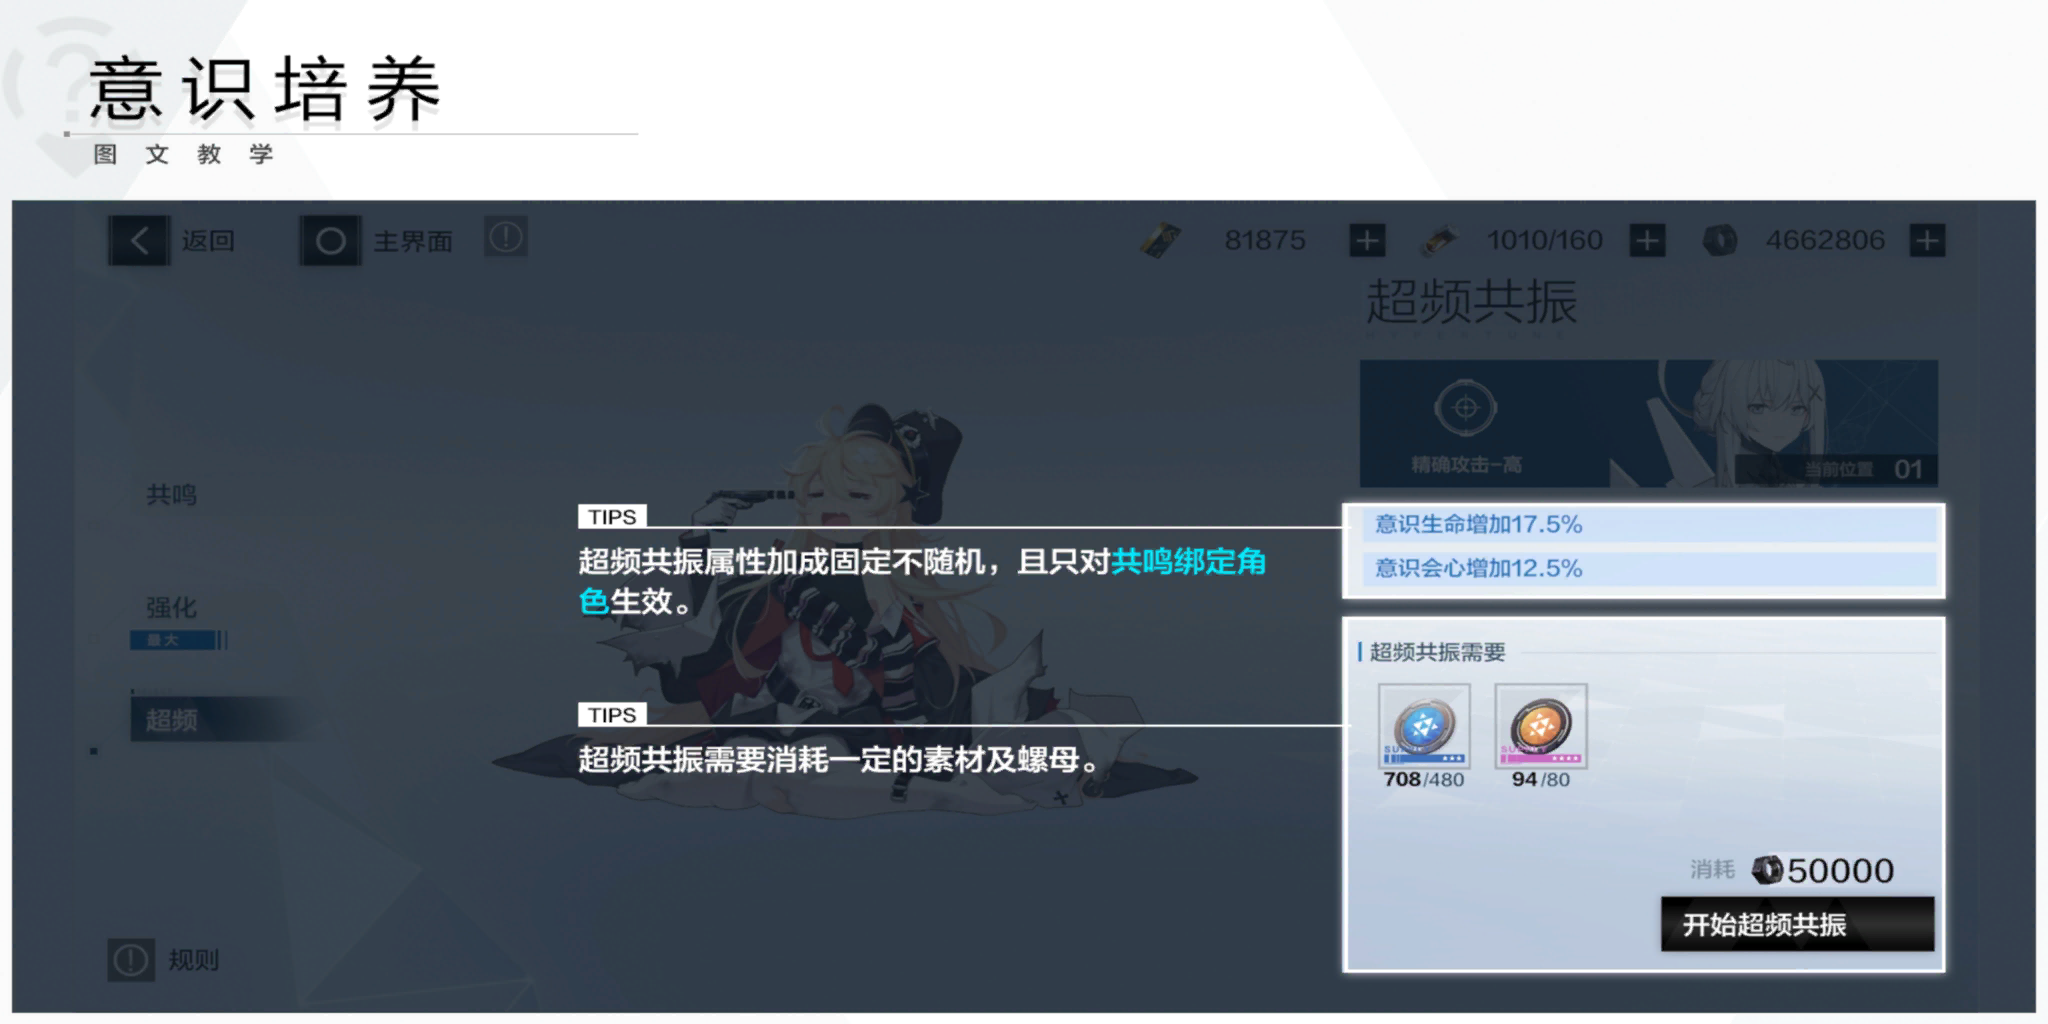 意识培养
图文教学
返回
主界面
81875
1010/160
4662806
超频共振
精确攻击-高
当前位置 01
共鸣
强化
最大
超频
TIPS
超频共振属性加成固定不随机，且只对共鸣绑定角
色生效。
意识生命增加17.5%
意识会心增加12.5%
TIPS
超频共振需要消耗一定的素材及螺母。
超频共振需要
708/480
94/80
消耗 50000
开始超频共振
规则